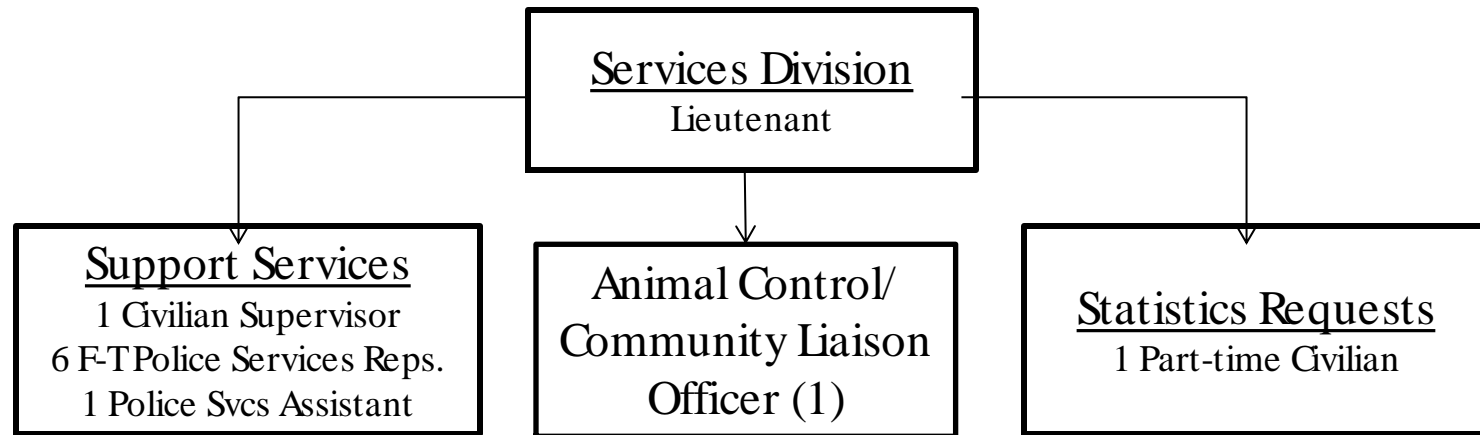 Services Division
Lieutenant
Support Services
1 Civilian Supervisor
6 F-T Police Services Reps.
1 Police Svcs Assistant
Animal Control/
Community Liaison
Officer (1)
Statistics Requests
1 Part-time Civilian